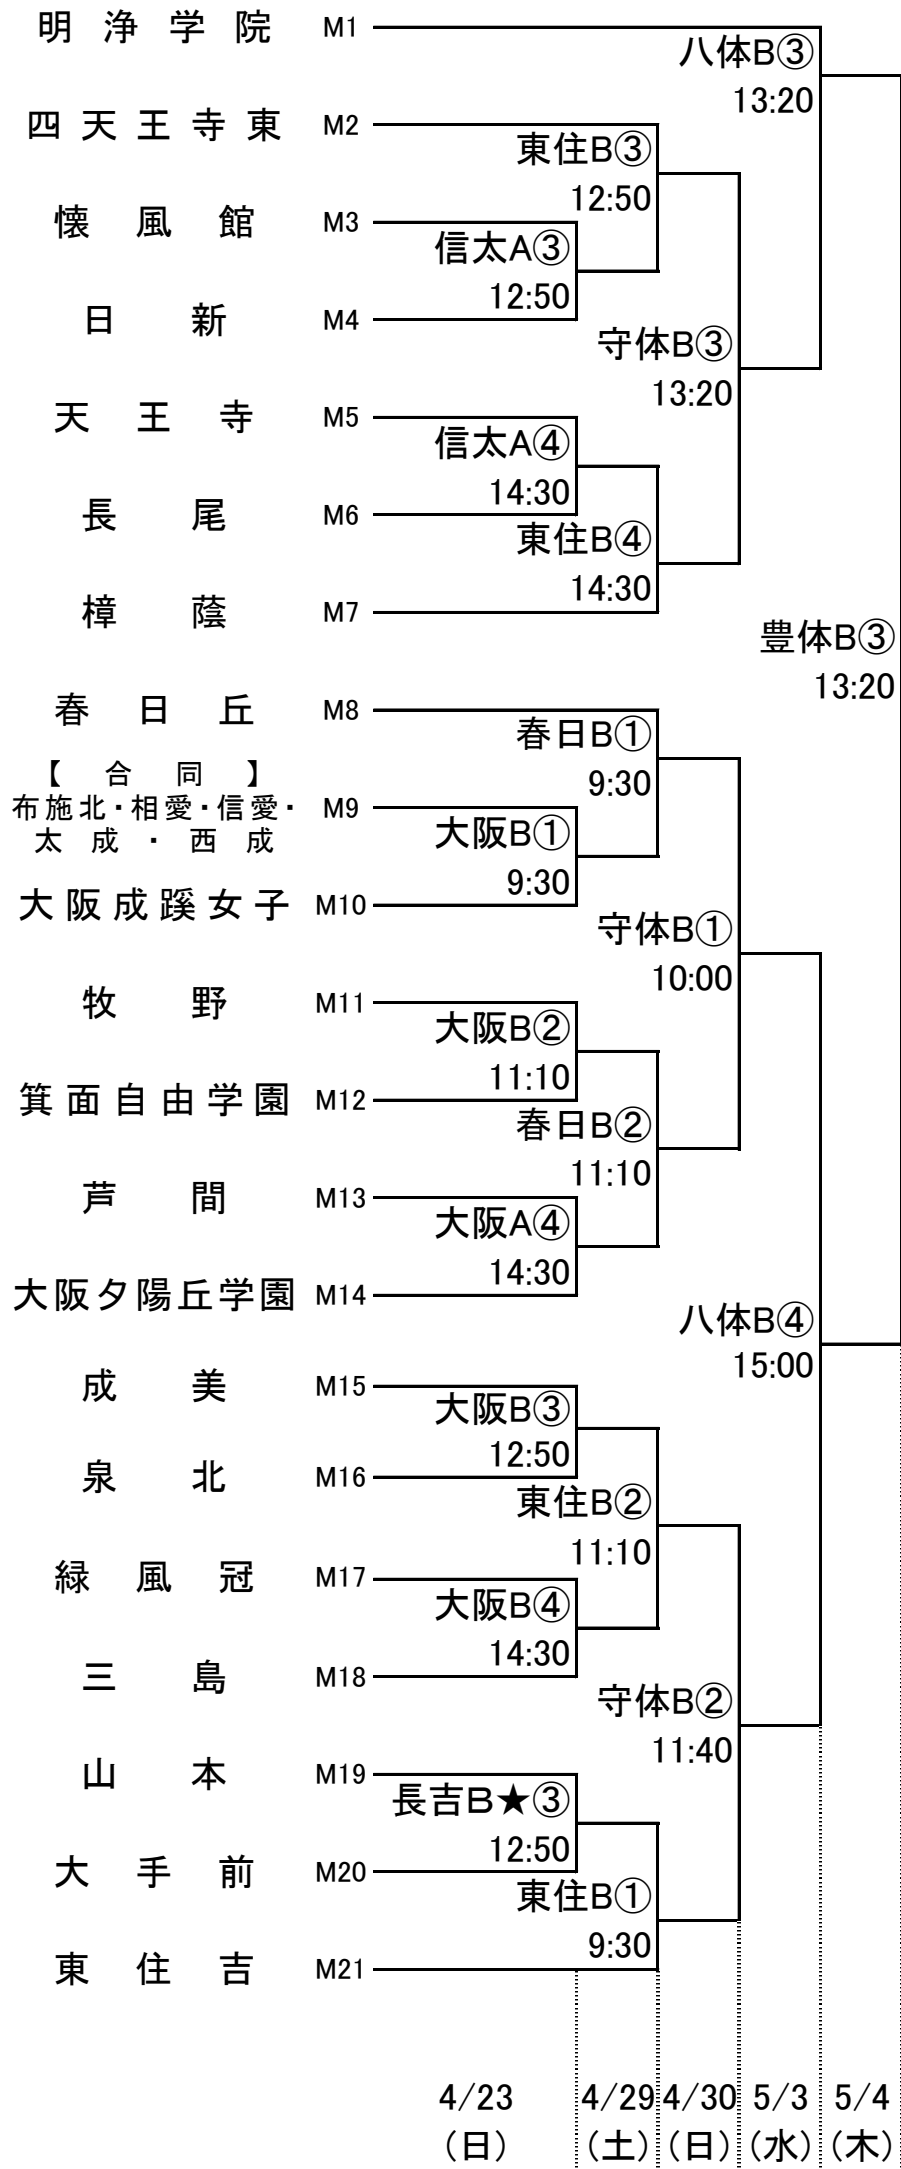 明浄学院 M1
八体B③
13:20
四天王寺東 M2
東住B③
12:50
懐風館 M3
信太A③
12:50
日新 M4
守体B③
13:20
天王寺 M5
信太A④
14:30
長尾 M6
東住B④
14:30
樟蔭 M7
豊体B③
13:20
春日丘 M8
春日B①
9:30
【合同】
布施北・相愛・信愛・
太成・西成
M9
大阪B①
9:30
大阪成蹊女子 M10
守体B①
10:00
牧野 M11
大阪B②
11:10
箕面自由学園 M12
春日B②
11:10
芦間 M13
大阪A④
14:30
大阪夕陽丘学園 M14
八体B④
15:00
成美 M15
大阪B③
12:50
泉北 M16
東住B②
11:10
緑風冠 M17
大阪B④
14:30
三島 M18
守体B②
11:40
山本 M19
長吉B★③
12:50
大手前 M20
東住B①
9:30
東住吉 M21
4/23 4/29 4/30 5/3 5/4
(日) (土) (日) (水) (木)